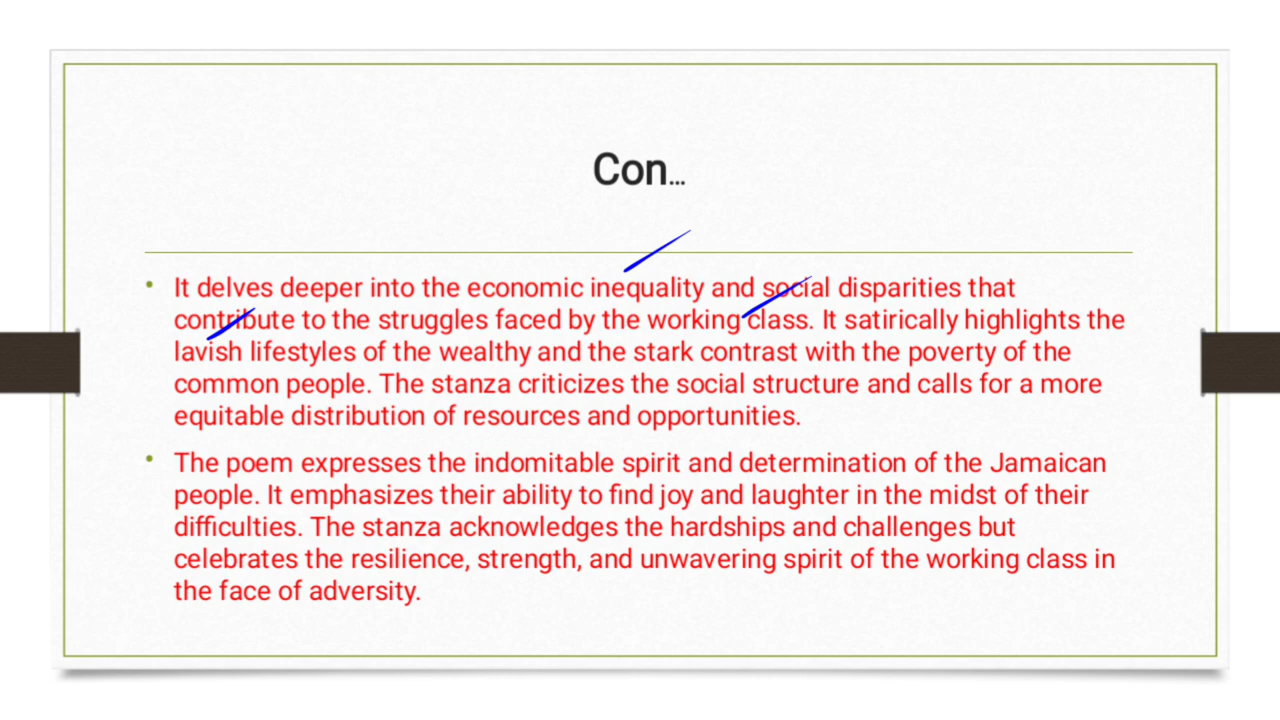 Con...
• It delves deeper into the economic inequality and social disparities that
contribute to the struggles faced by the working class. It satirically highlights the
lavish lifestyles of the wealthy and the stark contrast with the poverty of the
common people. The stanza criticizes the social structure and calls for a more
equitable distribution of resources and opportunities.
• The poem expresses the indomitable spirit and determination of the Jamaican
people. It emphasizes their ability to find joy and laughter in the midst of their
difficulties. The stanza acknowledges the hardships and challenges but
celebrates the resilience, strength, and unwavering spirit of the working class in
the face of adversity.